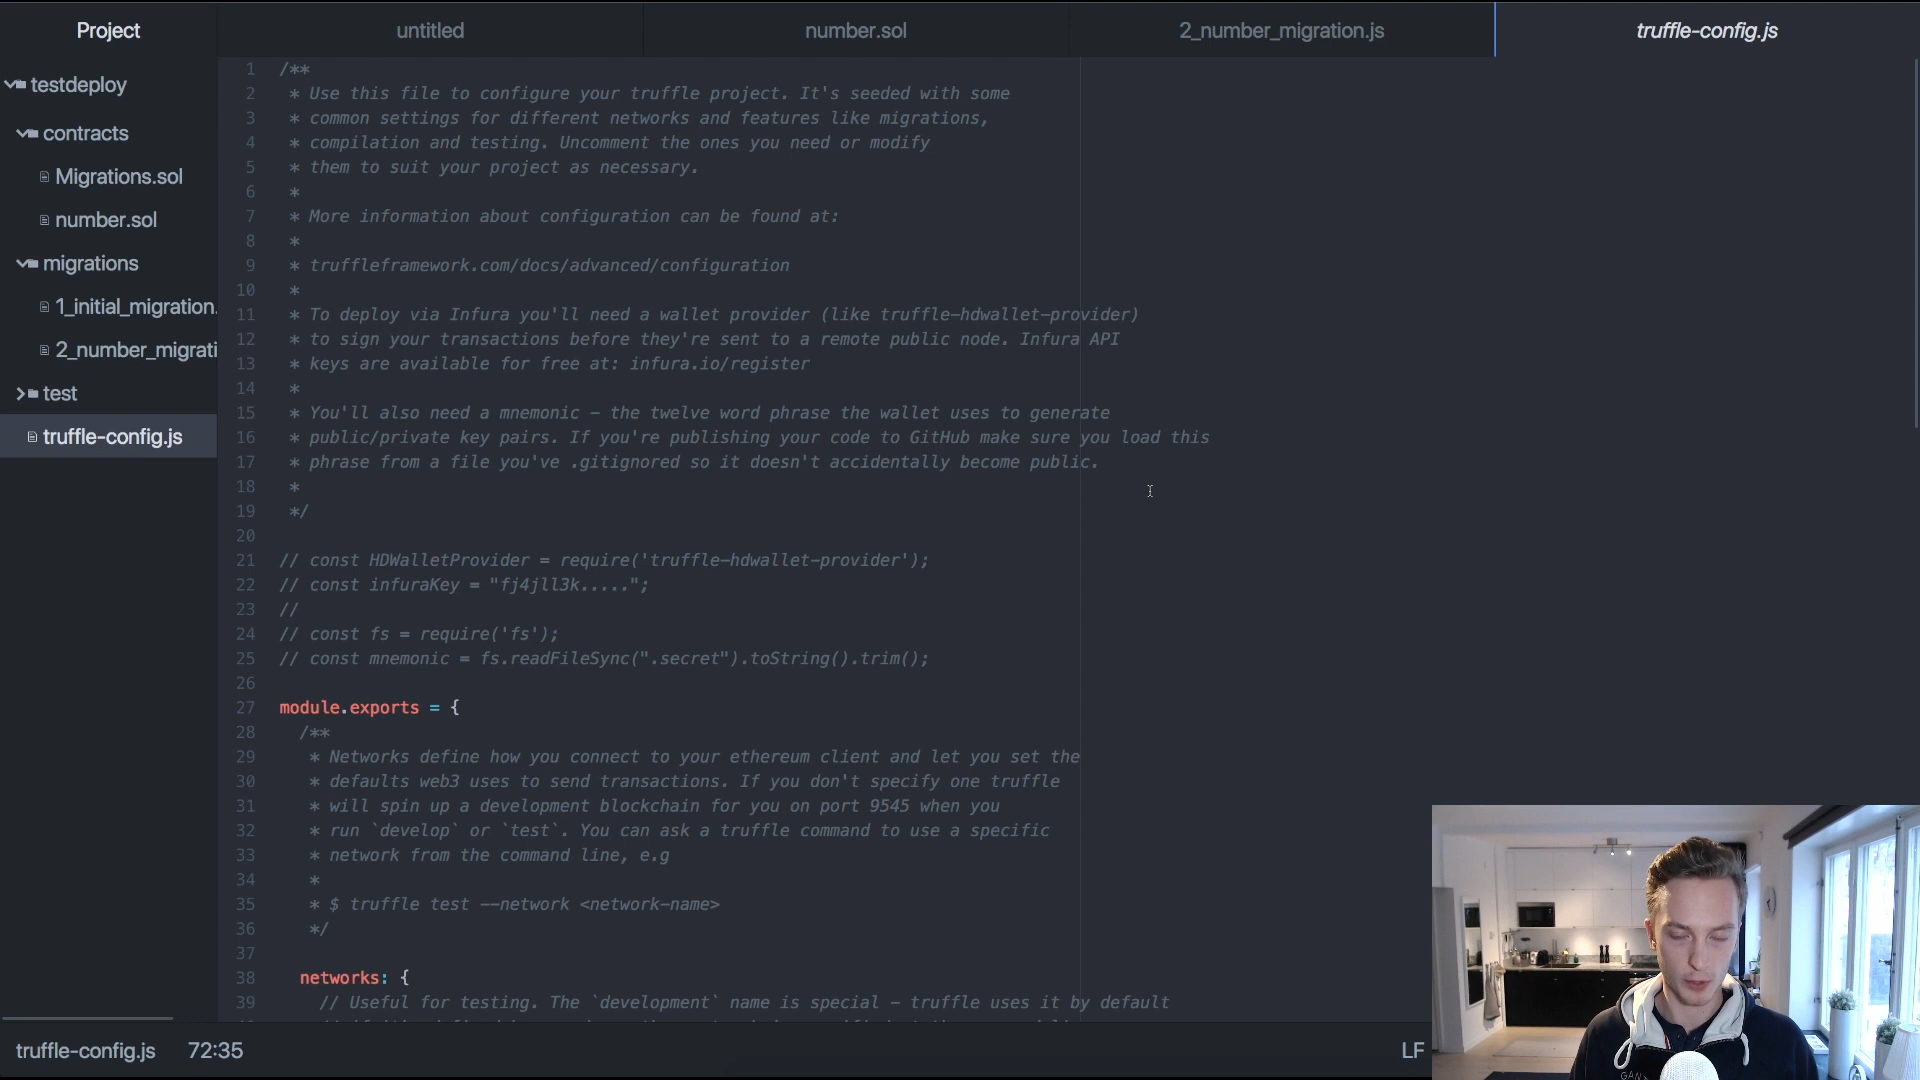 Project
untitled
number.sol
2_number_migration.js
truffle-config.js
testdeploy
contracts
Migrations.sol
number.sol
migrations
1_initial_migration.
2_number_migrati
test
truffle-config.js
1 /**
2 * Use this file to configure your truffle project. It's seeded with some
3 * common settings for different networks and features like migrations,
4 * compilation and testing. Uncomment the ones you need or modify
5 * them to suit your project as necessary.
6 *
7 * More information about configuration can be found at:
8 *
9 * truffleframework.com/docs/advanced/configuration
10 *
11 * To deploy via Infura you'll need a wallet provider (like truffle-hdwallet-provider)
12 * to sign your transactions before they're sent to a remote public node. Infura API
13 * keys are available for free at: infura.io/register
14 *
15 * You'll also need a mnemonic - the twelve word phrase the wallet uses to generate
16 * public/private key pairs. If you're publishing your code to GitHub make sure you load this
17 * phrase from a file you've .gitignored so it doesn't accidentally become public.
18 *
19 */
20
21 // const HDWalletProvider = require('truffle-hdwallet-provider');
22 // const infuraKey = "fj4jll3k.....";
23 //
24 // const fs = require('fs');
25 // const mnemonic = fs.readFileSync(".secret").toString().trim();
26
27 module.exports = {
28 /**
29 * Networks define how you connect to your ethereum client and let you set the
30 * defaults web3 uses to send transactions. If you don't specify one truffle
31 * will spin up a development blockchain for you on port 9545 when you
32 * run `develop` or `test`. You can ask a truffle command to use a specific
33 * network from the command line, e.g
34 *
35 * $ truffle test --network <network-name>
36 */
37
38 networks: {
39 // Useful for testing. The `development` name is special - truffle uses it by default
truffle-config.js 72:35
LF